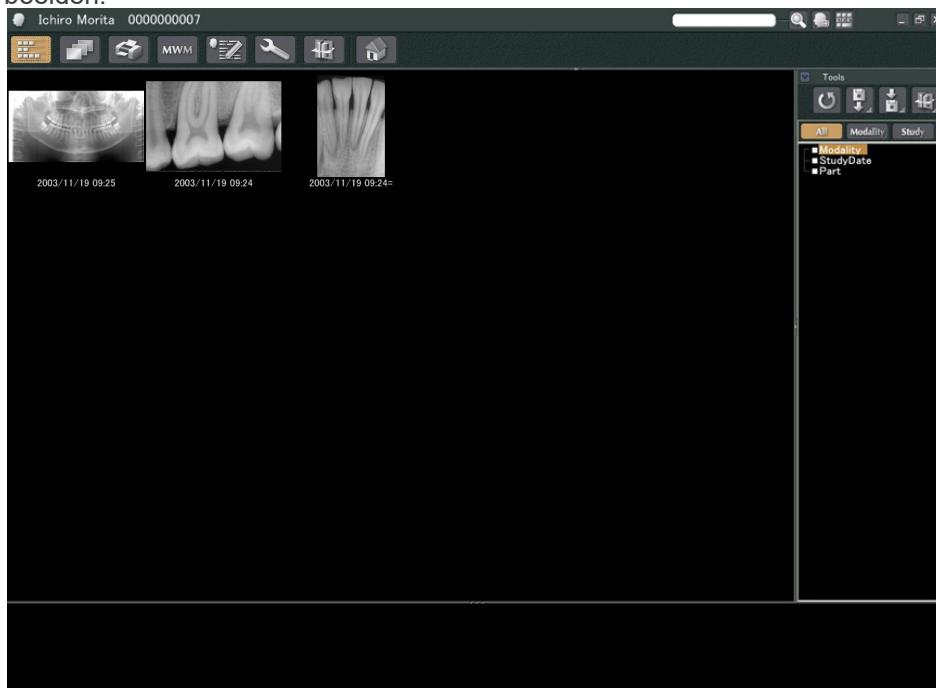 beelden.
Ichiro Morita 0000000007
MWM
Tools
All Modality Study
Modality
StudyDate
Part
2003/11/19 09:25 2003/11/19 09:24 2003/11/19 09:24=